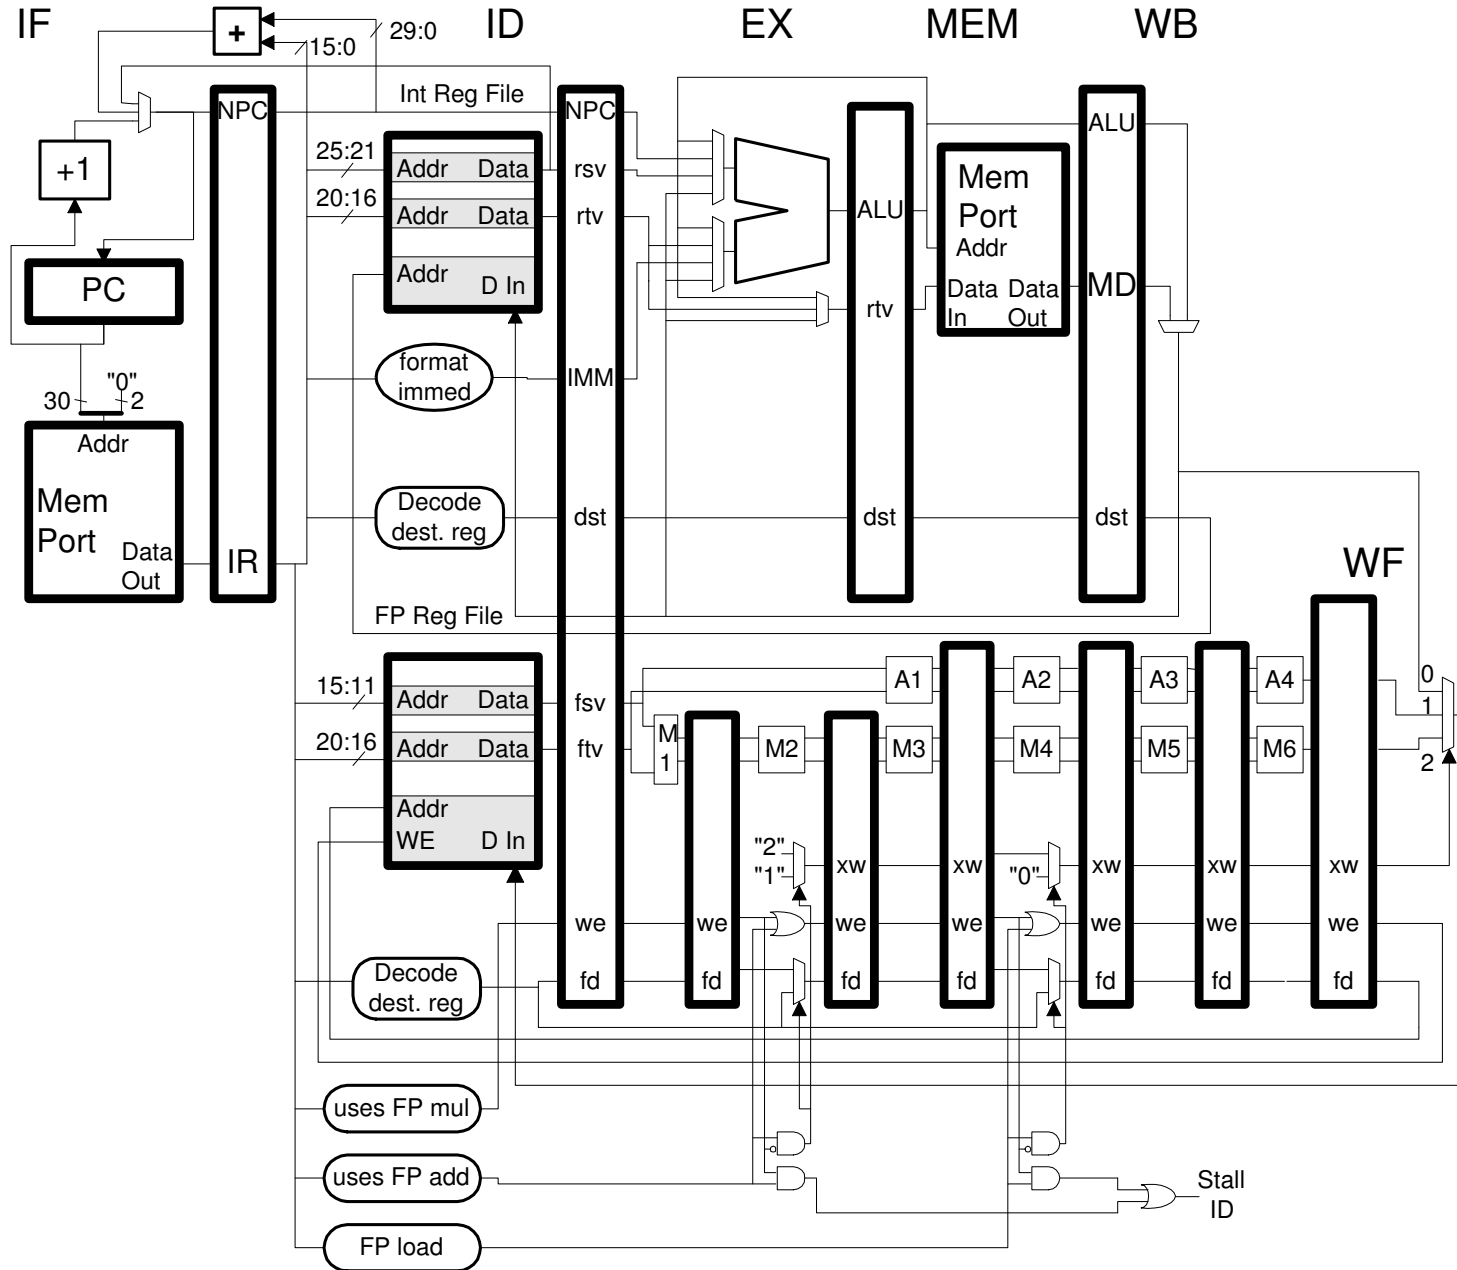 IF
ID
EX
MEM
WB
+
29:0
15:0
Int Reg File
NPC
NPC
ALU
+1
25:21
Addr
Data
rsv
20:16
Addr
Data
rtv
ALU
Mem
Port
Addr
Addr
D In
PC
Data
In
Data
Out
MD
rtv
format
immed
IMM
30
"0"
2
Addr
Mem
Port
Data
Out
IR
Decode
dest. reg
dst
dst
dst
WF
FP Reg File
15:11
Addr
Data
fsv
A1
A2
A3
A4
0
1
20:16
Addr
Data
ftv
M
1
M2
M3
M4
M5
M6
2
Addr
WE
D In
"2"
"1"
xw
xw
"0"
xw
xw
xw
we
we
we
we
we
we
we
Decode
dest. reg
fd
fd
fd
fd
fd
fd
fd
uses FP mul
uses FP add
Stall
ID
FP load